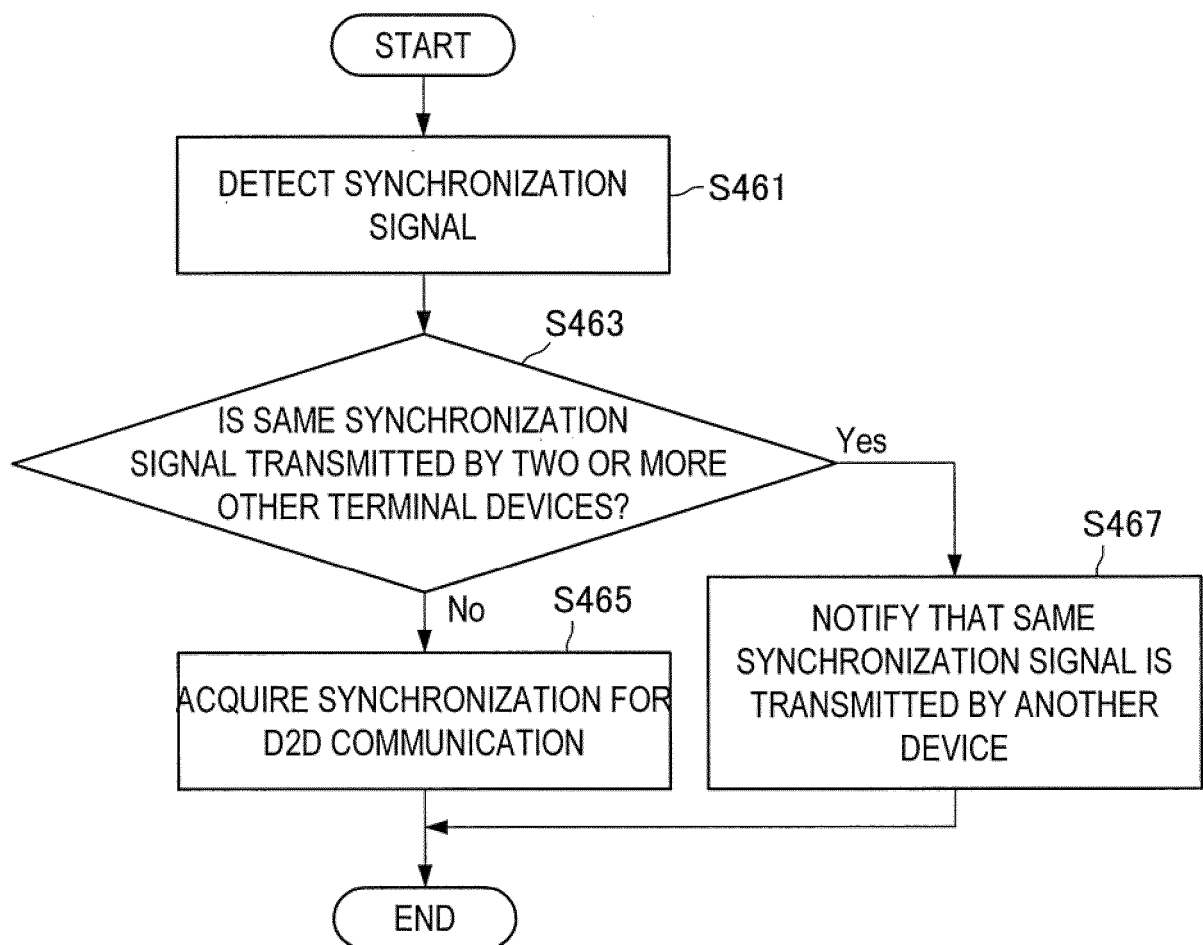 START
DETECT SYNCHRONIZATION
SIGNAL
S461
S463
IS SAME SYNCHRONIZATION
SIGNAL TRANSMITTED BY TWO OR MORE
OTHER TERMINAL DEVICES?
Yes
No
S465
ACQUIRE SYNCHRONIZATION FOR
D2D COMMUNICATION
S467
NOTIFY THAT SAME
SYNCHRONIZATION SIGNAL IS
TRANSMITTED BY ANOTHER
DEVICE
END